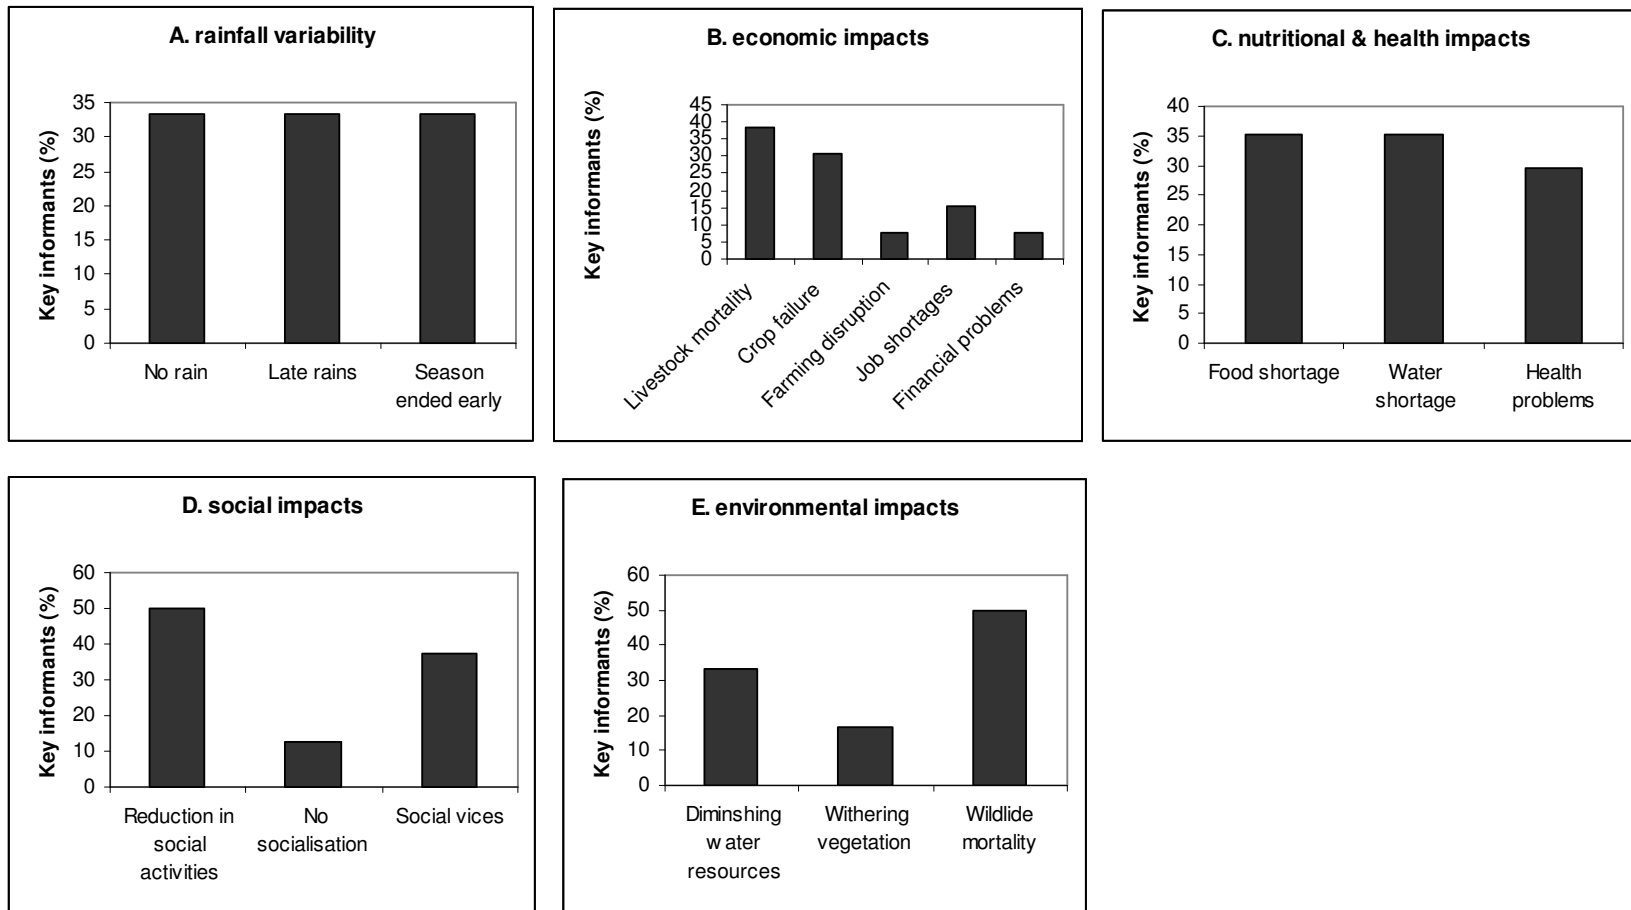 A. rainfall variability
Key informants (%)
35
30
25
20
15
10
5
0
No rain
Late rains
Season
ended early
B. economic impacts
Key informants (%)
45
40
35
30
25
20
15
10
5
0
Livestock mortality
Crop failure
Farming disruption
Job shortages
Financial problems
C. nutritional & health impacts
Key informants (%)
40
35
30
25
20
15
10
5
0
Food shortage
Water
shortage
Health
problems
D. social impacts
Key informants (%)
60
50
40
30
20
10
0
Reduction in
social
activities
No
socialisation
Social vices
E. environmental impacts
Key informants (%)
60
50
40
30
20
10
0
Diminshing
water
resources
Withering
vegetation
Wildlide
mortality